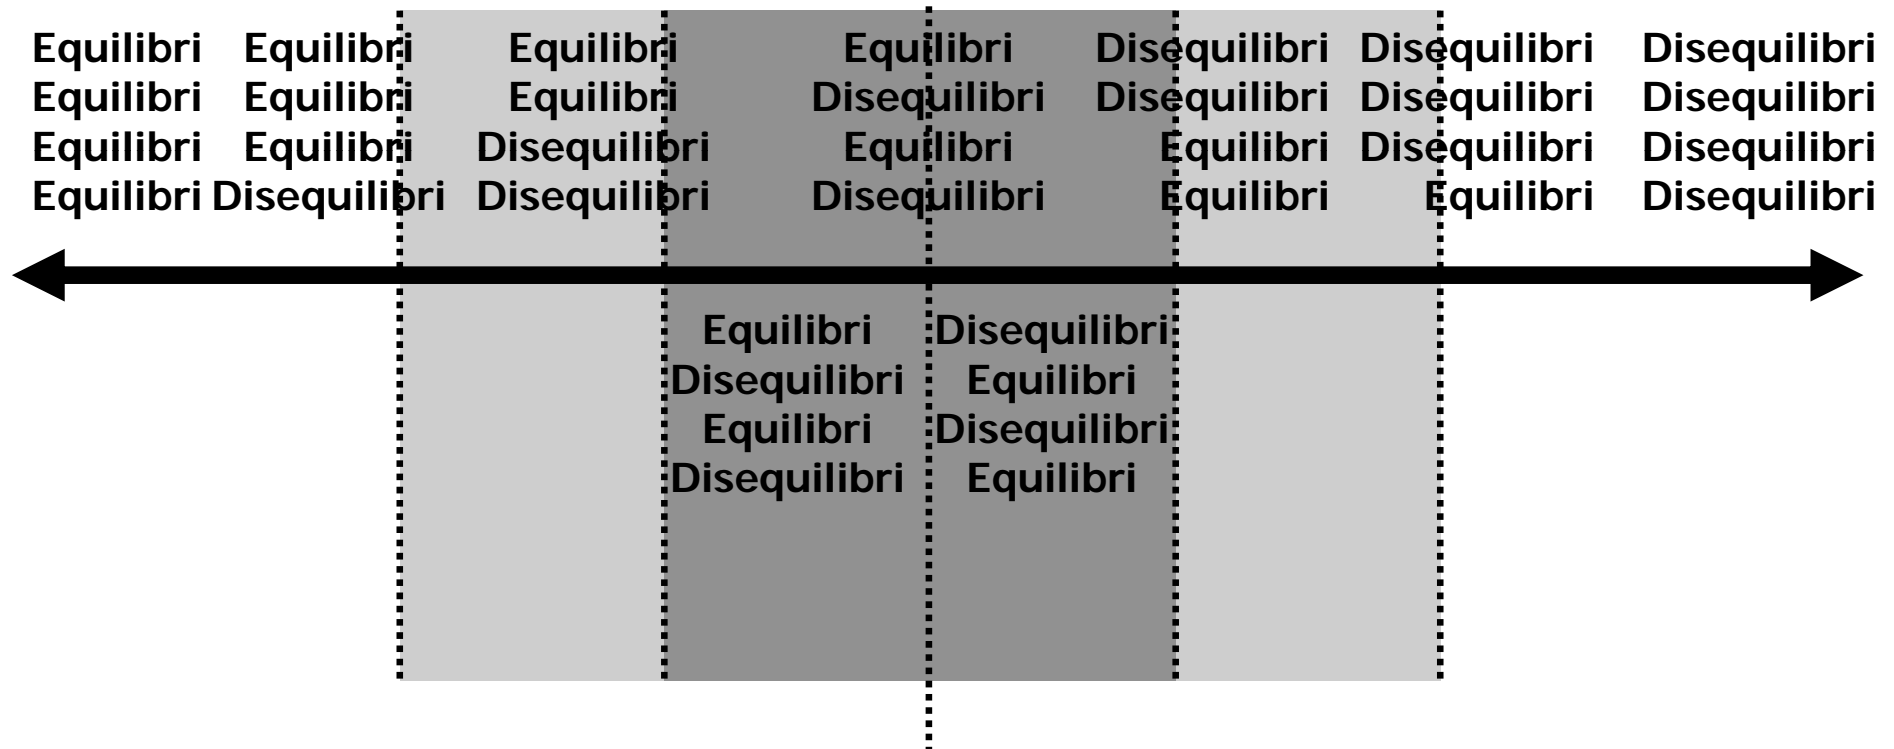 Equilibri Equilibri Equilibri Equilibri Disequilibri Disequilibri Disequilibri
Equilibri Equilibri Equilibri Disequilibri Disequilibri Disequilibri Disequilibri
Equilibri Equilibri Disequilibri Equilibri Equilibri Disequilibri Disequilibri
Equilibri Disequilibri Disequilibri Disequilibri Equilibri Equilibri Disequilibri
Equilibri Disequilibri
Disequilibri Equilibri
Equilibri Disequilibri
Disequilibri Equilibri